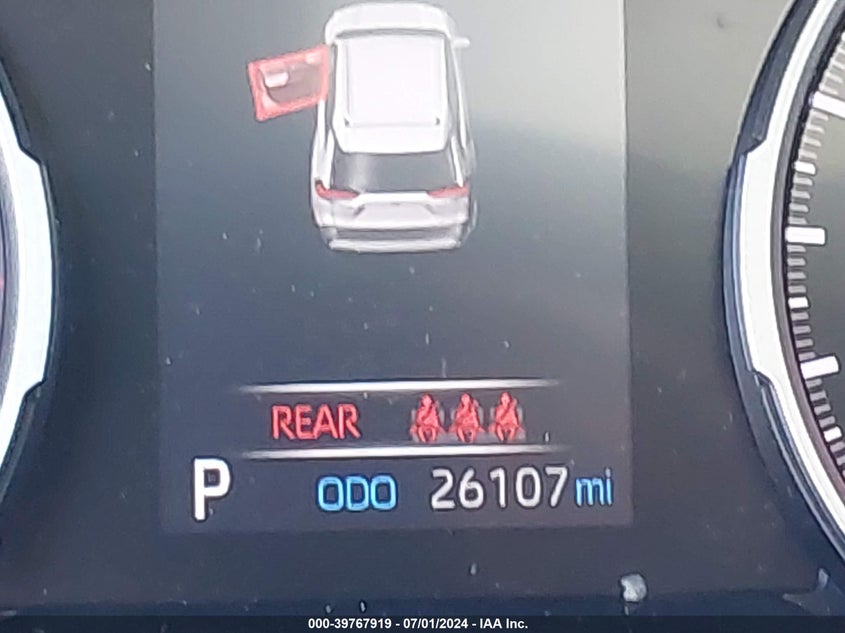 REAR
P ODO 26107 mi
000-39767919 - 07/01/2024 - IAA Inc.